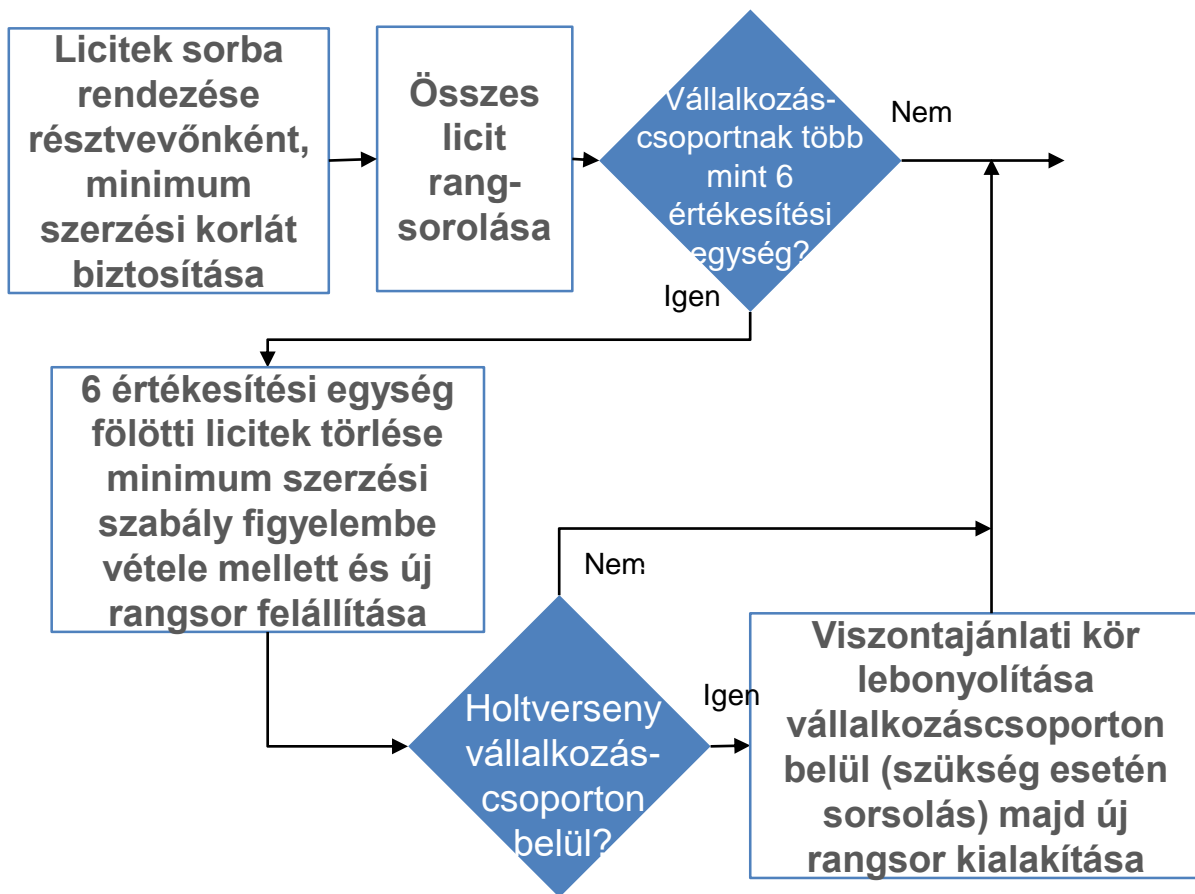 Licitek sorba
rendezése
résztvevőnként,
minimum
szerzési korlát
biztosítása
Összes
licit
rang-
sorolása
Vállalkozás-
csoportnak több
mint 6
értékesítési
egység?
Nem
Igen
6 értékesítési egység
fölötti licitek törlése
minimum szerzési
szabály figyelembe
vétele mellett és új
rangsor felállítása
Holtverseny
vállalkozás-
csoporton
belül?
Nem
Igen
Viszontajánlati kör
lebonyolítása
vállalkozáscsoporton
belül (szükség esetén
sorsolás) majd új
rangsor kialakítása